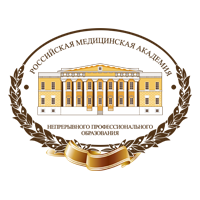 РОССИЙСКАЯ МЕДИЦИНСКАЯ АКАДЕМИЯ
НЕПРЕРЫВНОГО ПРОФЕССИОНАЛЬНОГО
ОБРАЗОВАНИЯ